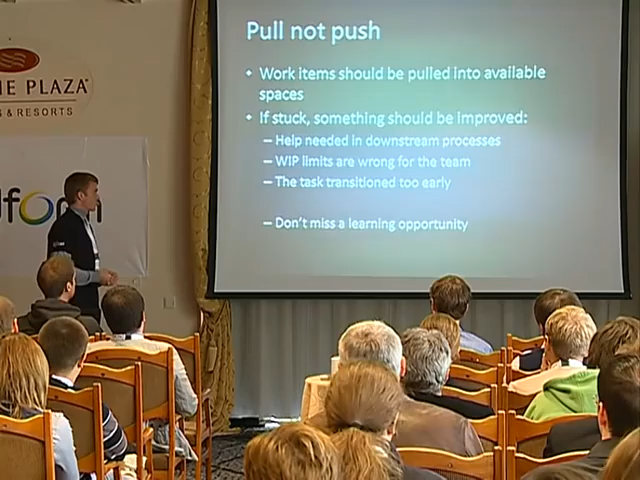 Pull not push
• Work items should be pulled into available
spaces
• If stuck, something should be improved:
– Help needed in downstream processes
– WIP limits are wrong for the team
– The task transitioned too early
– Don't miss a learning opportunity
PLAZA
& RESORTS